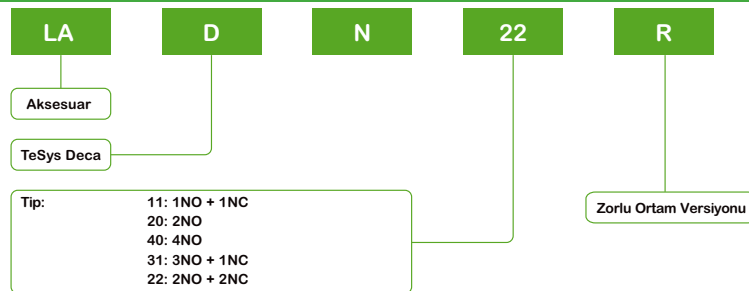 LA D N 22 R
Aksesuar
TeSys Deca
Tip: 11: 1NO + 1NC
20: 2NO
40: 4NO
31: 3NO + 1NC
22: 2NO + 2NC
Zorlu Ortam Versiyonu